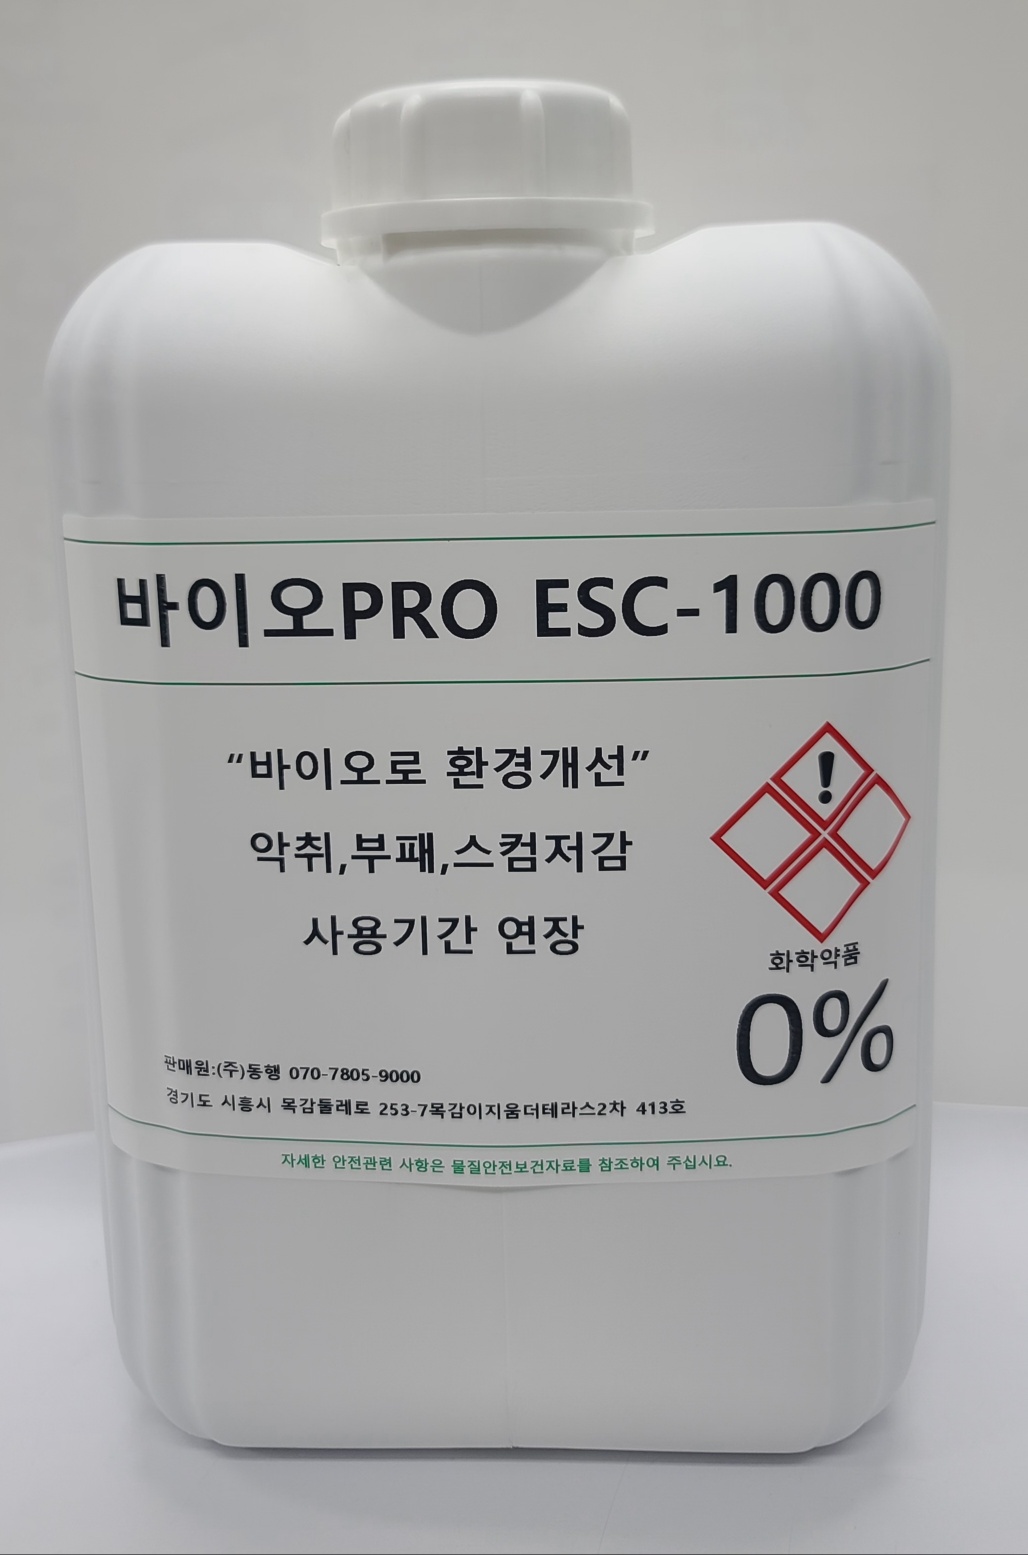 바이오PRO ESC-1000
“바이오로 환경개선”
악취,부패,스컴저감
사용기간 연장
!
화학약품
0%
판매원:(주)동행 070-7805-9000
경기도 시흥시 목감둘레로 253-7목감이지움더테라스2차 413호
자세한 안전관련 사항은 물질안전보건자료를 참조하여 주십시요.